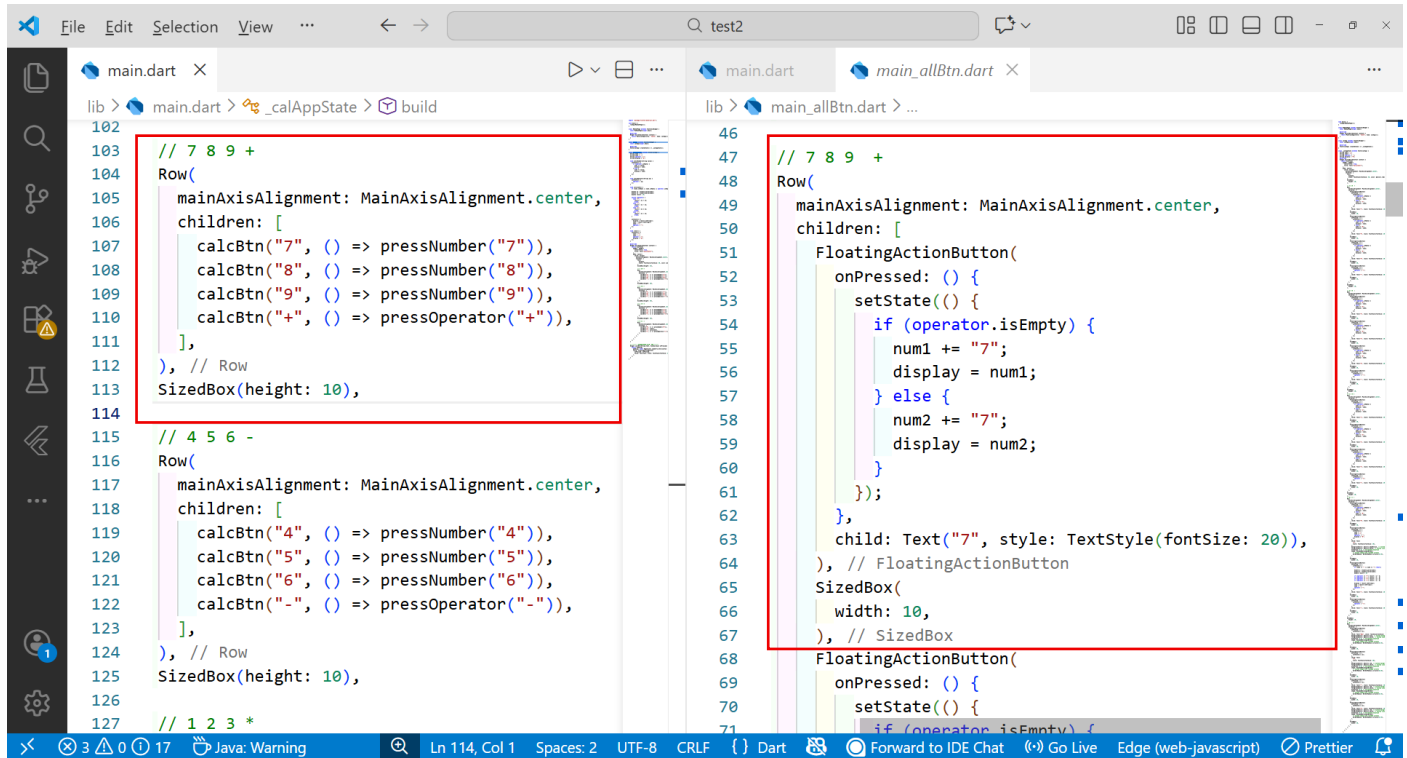 File Edit Selection View ··· test2
main.dart
lib > main.dart > _calAppState > build
102
103 // 7 8 9 +
104 Row(
105 mainAxisAlignment: MainAxisAlignment.center,
106 children: [
107 calcBtn("7", () => pressNumber("7")),
108 calcBtn("8", () => pressNumber("8")),
109 calcBtn("9", () => pressNumber("9")),
110 calcBtn("+", () => pressOperator("+")),
111 ],
112 ), // Row
113 SizedBox(height: 10),
114
115 // 4 5 6 -
116 Row(
117 mainAxisAlignment: MainAxisAlignment.center,
118 children: [
119 calcBtn("4", () => pressNumber("4")),
120 calcBtn("5", () => pressNumber("5")),
121 calcBtn("6", () => pressNumber("6")),
122 calcBtn("-", () => pressOperator("-")),
123 ],
124 ), // Row
125 SizedBox(height: 10),
126
127 // 1 2 3 *
main.dart main_allBtn.dart
lib > main_allBtn.dart > ...
46
47 // 7 8 9  +
48 Row(
49 mainAxisAlignment: MainAxisAlignment.center,
50 children: [
51 FloatingActionButton(
52 onPressed: () {
53 setState(() {
54 if (operator.isEmpty) {
55 num1 += "7";
56 display = num1;
57 } else {
58 num2 += "7";
59 display = num2;
60 }
61 });
62 },
63 child: Text("7", style: TextStyle(fontSize: 20)),
64 ), // FloatingActionButton
65 SizedBox(
66 width: 10,
67 ), // SizedBox
68 FloatingActionButton(
69 onPressed: () {
70 setState(() {
71 if (operator.isEmpty) {
3 0 17 Java: Warning Ln 114, Col 1 Spaces: 2 UTF-8 CRLF {} Dart Forward to IDE Chat Go Live Edge (web-javascript) Prettier